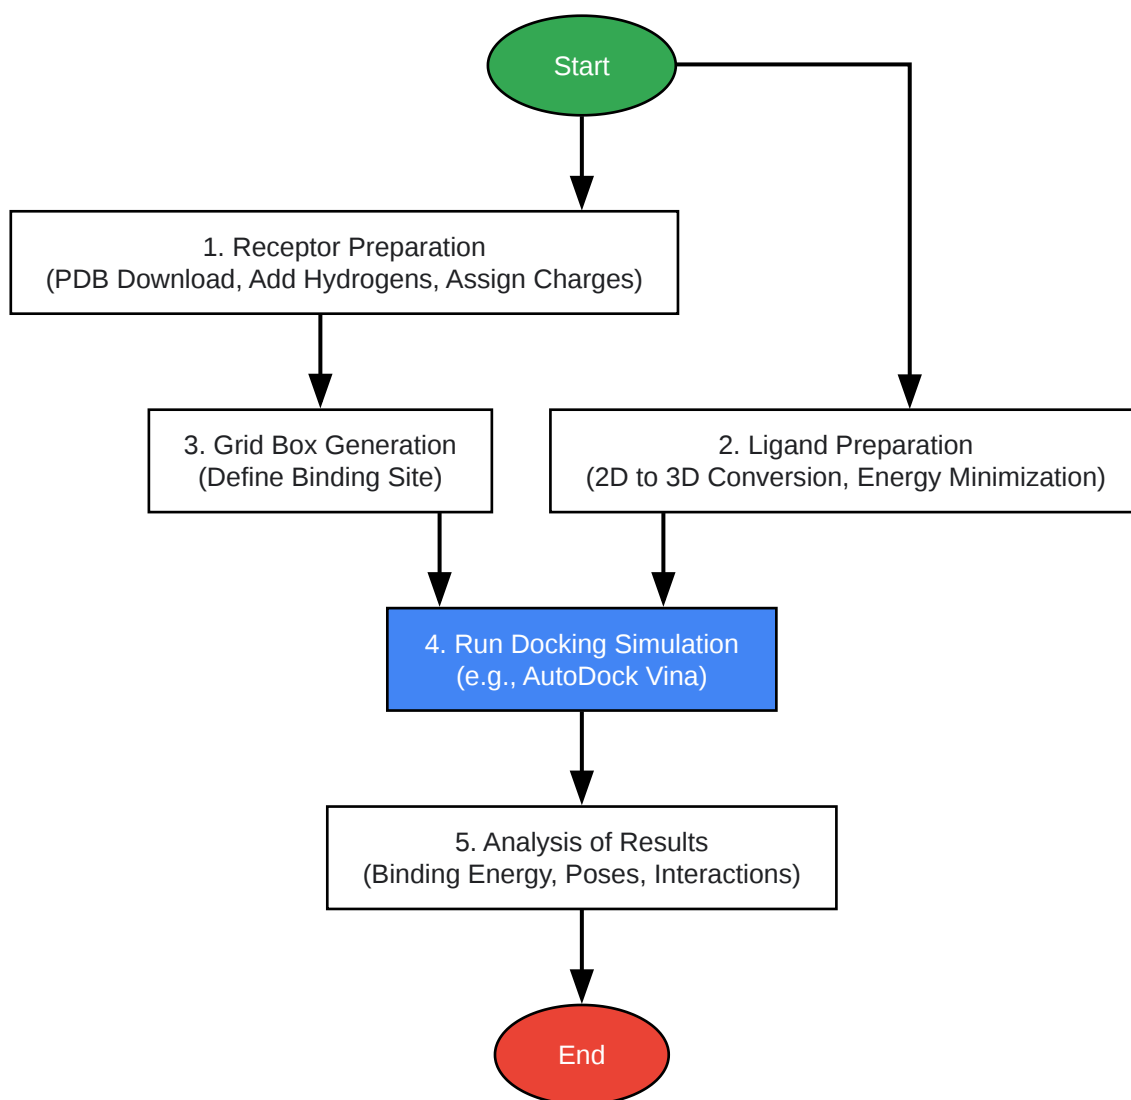 Start
1. Receptor Preparation
(PDB Download, Add Hydrogens, Assign Charges)
3. Grid Box Generation
(Define Binding Site)
2. Ligand Preparation
(2D to 3D Conversion, Energy Minimization)
4. Run Docking Simulation
(e.g., AutoDock Vina)
5. Analysis of Results
(Binding Energy, Poses, Interactions)
End